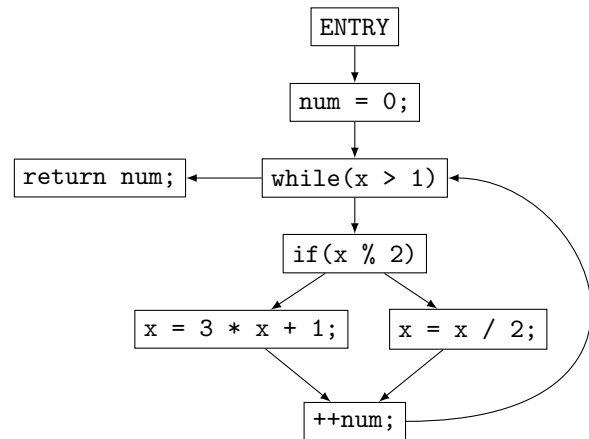 ENTRY
num = 0;
return num;
while(x > 1)
if(x % 2)
x = 3 * x + 1;
x = x / 2;
++num;